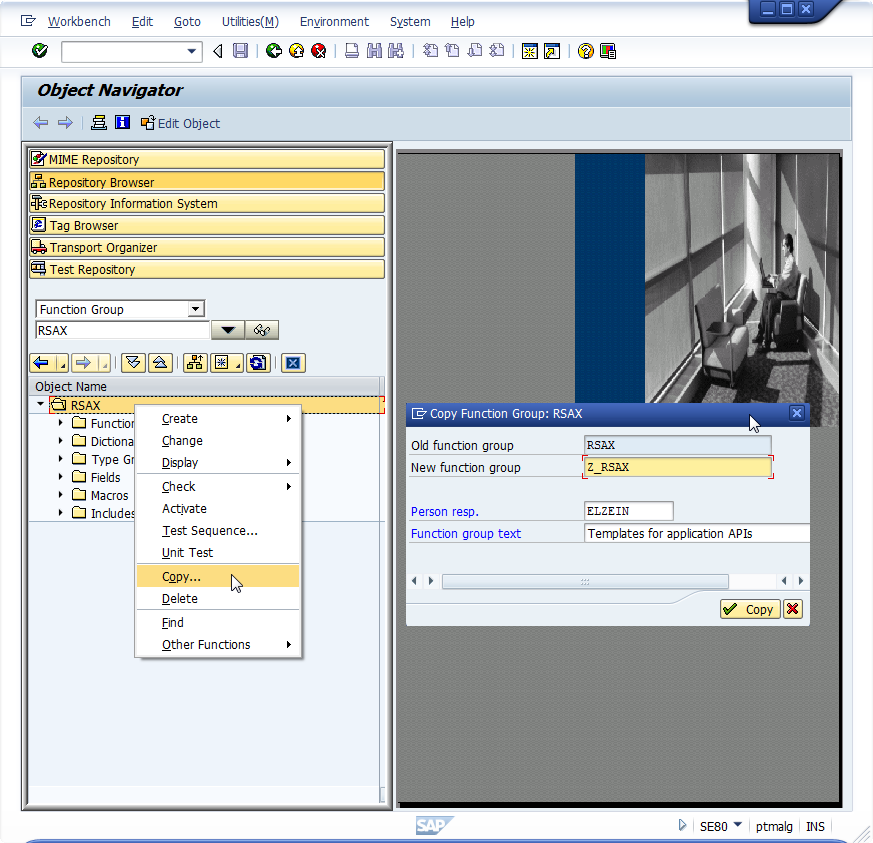 Workbench Edit Goto Utilities(M) Environment System Help
Object Navigator
Edit Object
MIME Repository
Repository Browser
Repository Information System
Tag Browser
Transport Organizer
Test Repository
Function Group
RSAX
Object Name
RSAX
Function
Dictiona
Type Gr
Fields
Macros
Includes
Create
Change
Display
Check
Activate
Test Sequence...
Unit Test
Copy...
Delete
Find
Other Functions
Copy Function Group: RSAX
Old function group RSAX
New function group Z_RSAX
Person resp. ELZEIN
Function group text Templates for application APIs
Copy
SAP
SE80 ptmalg INS